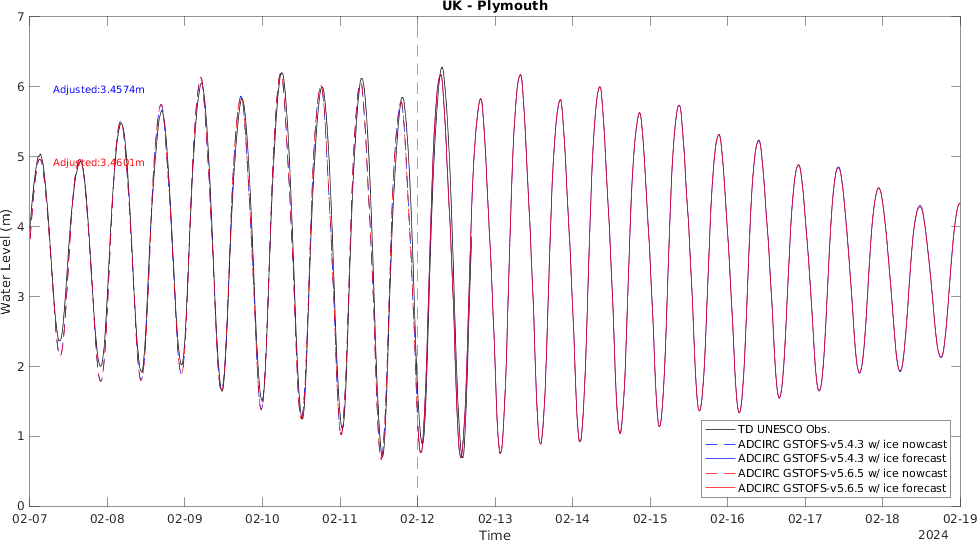 UK - Plymouth
7
6
5
4
3
2
1
0
Water Level (m)
Adjusted:3.4574m
Adjusted:3.4601m
TD UNESCO Obs.
ADCIRC GSTOFS-v5.4.3 w/ ice nowcast
ADCIRC GSTOFS-v5.4.3 w/ ice forecast
ADCIRC GSTOFS-v5.6.5 w/ ice nowcast
ADCIRC GSTOFS-v5.6.5 w/ ice forecast
02-07 02-08 02-09 02-10 02-11 02-12 02-13 02-14 02-15 02-16 02-17 02-18 02-19
Time 2024